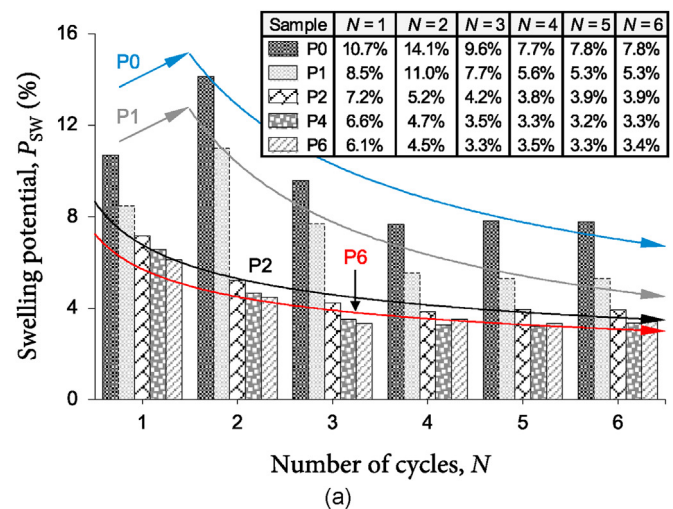 Sample N = 1 N = 2 N = 3 N = 4 N = 5 N = 6
P0 10.7% 14.1% 9.6% 7.7% 7.8% 7.8%
P1 8.5% 11.0% 7.7% 5.6% 5.3% 5.3%
P2 7.2% 5.2% 4.2% 3.8% 3.9% 3.9%
P4 6.6% 4.7% 3.5% 3.3% 3.2% 3.3%
P6 6.1% 4.5% 3.3% 3.5% 3.3% 3.4%
Swelling potential, PSW (%)
16
12
8
4
0
P0
P1
P2
P6
1 2 3 4 5 6
Number of cycles, N
(a)